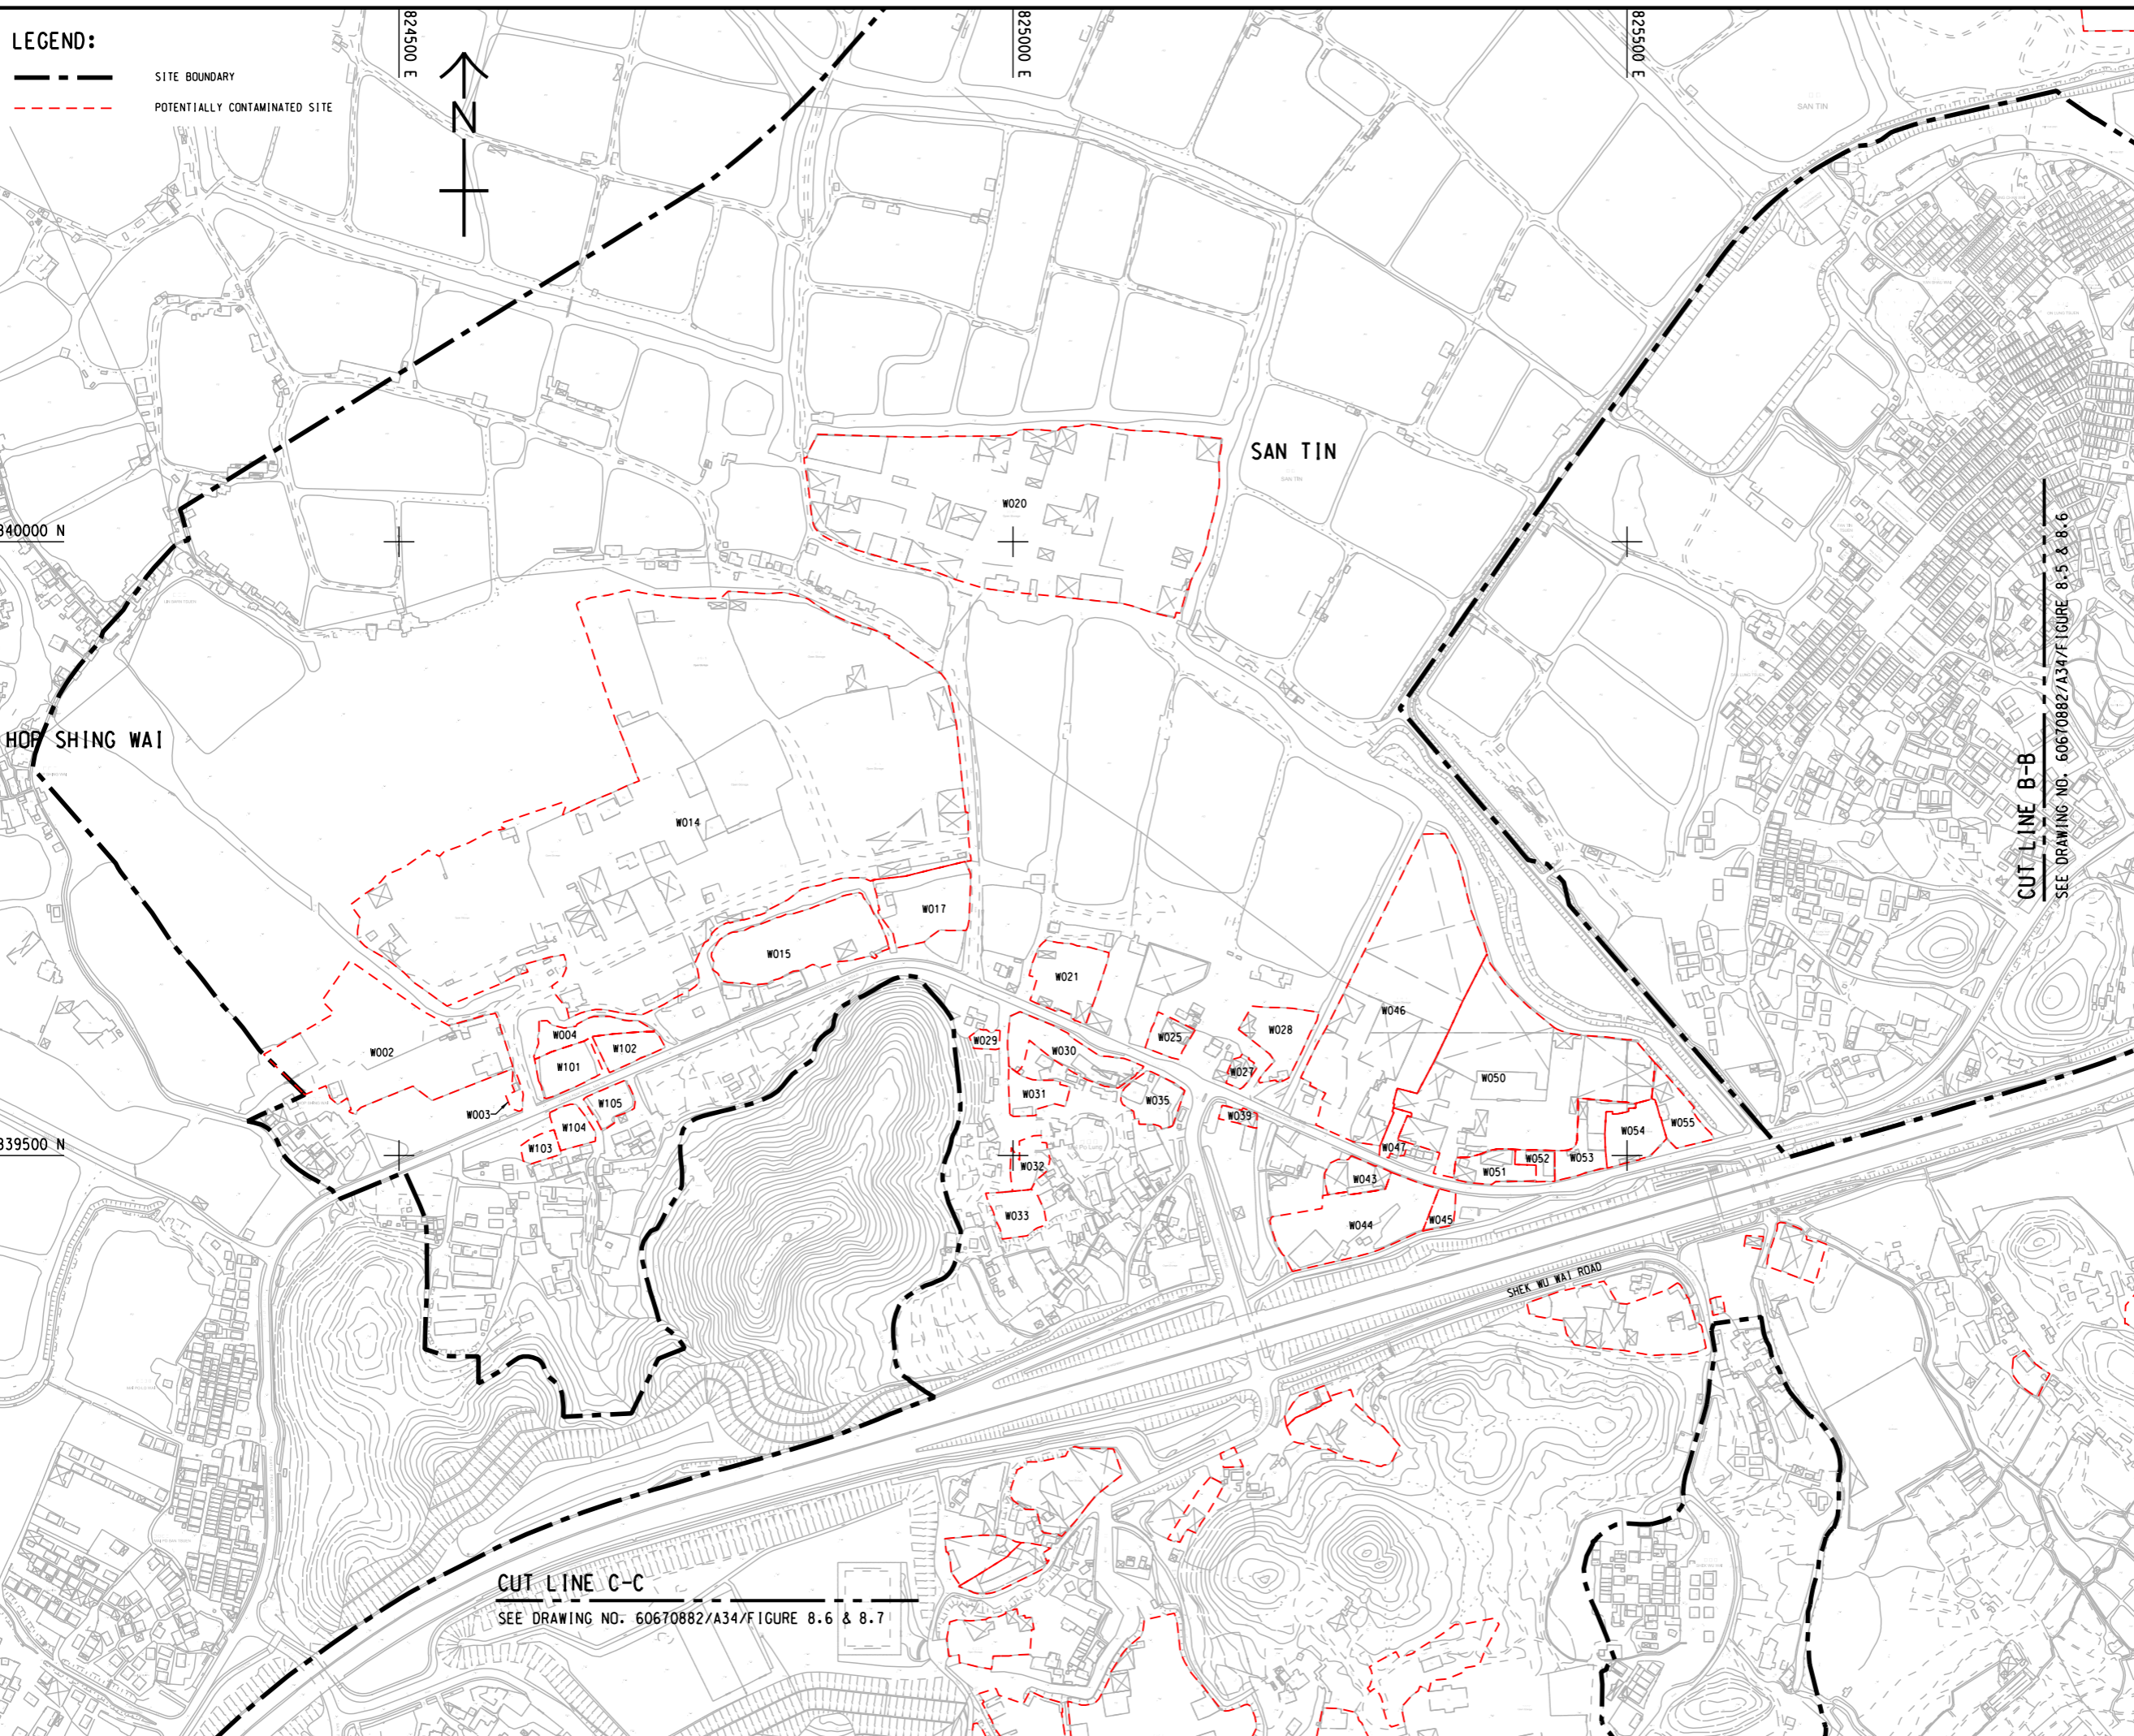 LEGEND:
SITE BOUNDARY
POTENTIALLY CONTAMINATED SITE
N
824500 E
825000 E
825500 E
SAN TIN
SAN TIN
SAN TIN
840000 N
W020
HOP SHING WAI
W014
W017
W015
W021
W046
W002
W004
W102
W101
W029
W030
W025
W028
W027
W050
W003
W105
W031
W035
W039
W055
W054
W104
W103
839500 N
W032
W047
W052
W053
W051
W043
W033
W044
W045
SHEK WU WAI ROAD
CUT LINE B-B
SEE DRAWING NO. 60670882/A34/FIGURE 8.5 & 8.6
CUT LINE C-C
SEE DRAWING NO. 60670882/A34/FIGURE 8.6 & 8.7